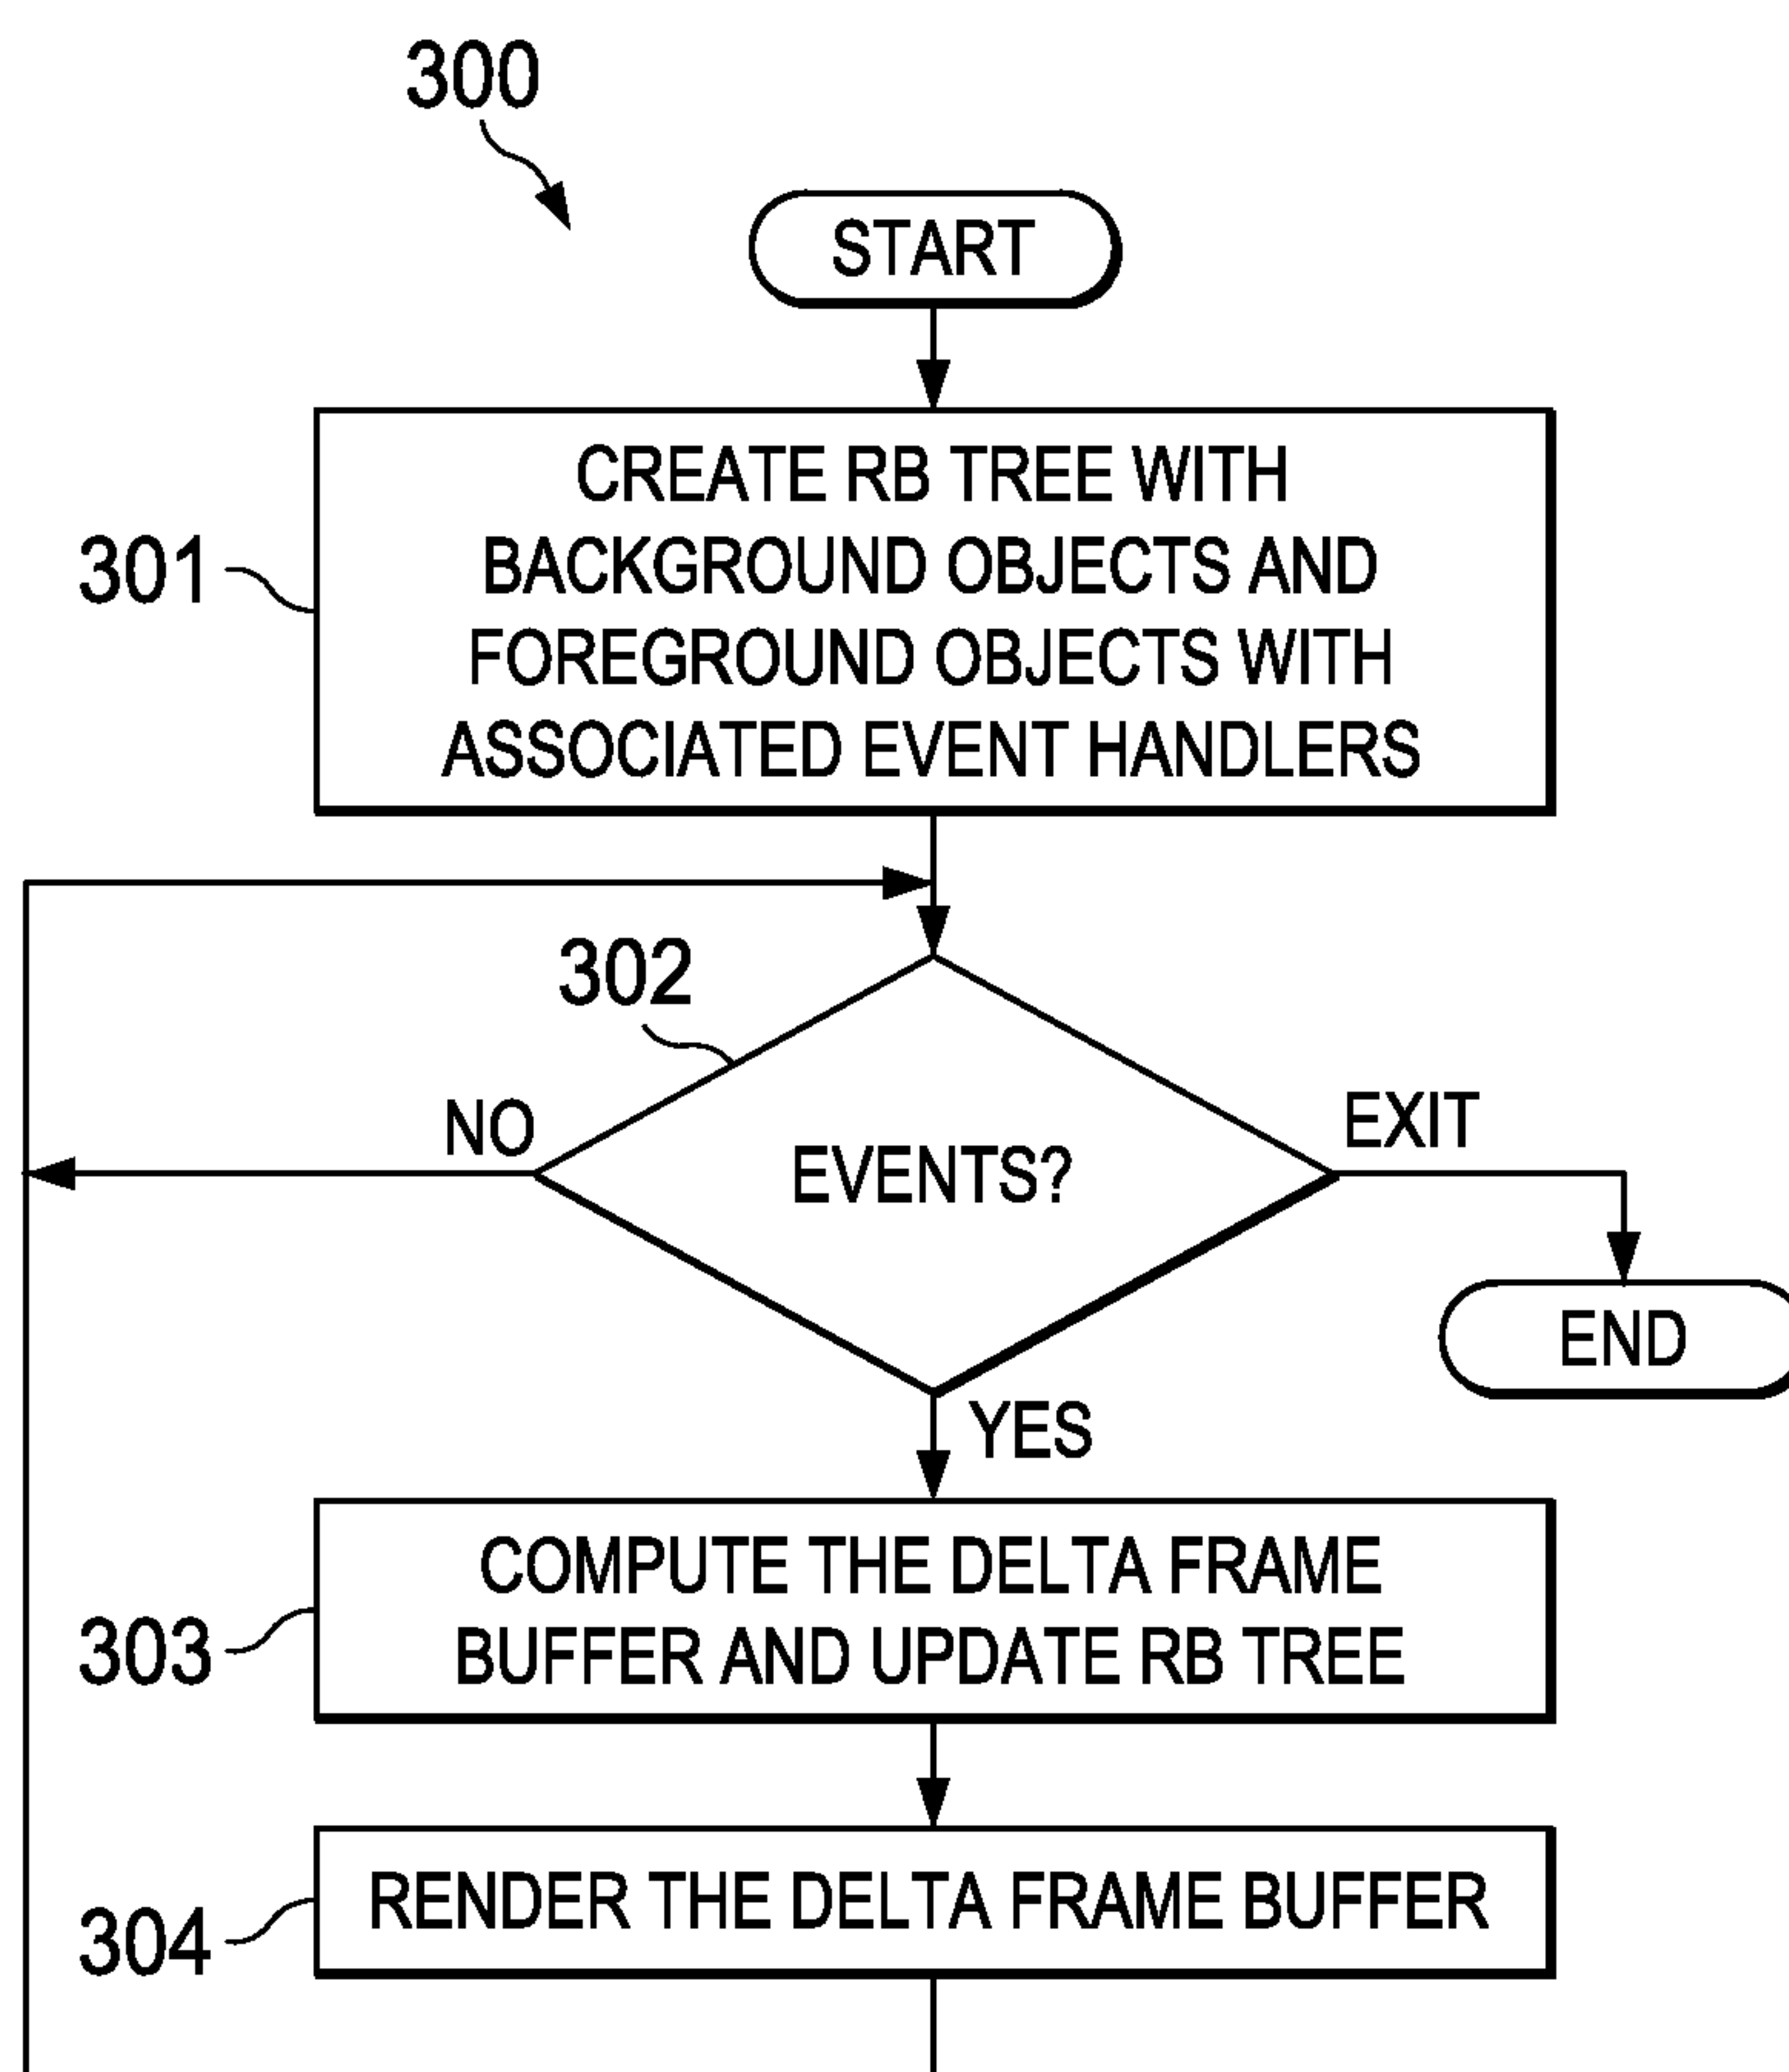 300
START
301
CREATE RB TREE WITH
BACKGROUND OBJECTS AND
FOREGROUND OBJECTS WITH
ASSOCIATED EVENT HANDLERS
302
NO
EVENTS?
EXIT
END
YES
303
COMPUTE THE DELTA FRAME
BUFFER AND UPDATE RB TREE
304
RENDER THE DELTA FRAME BUFFER